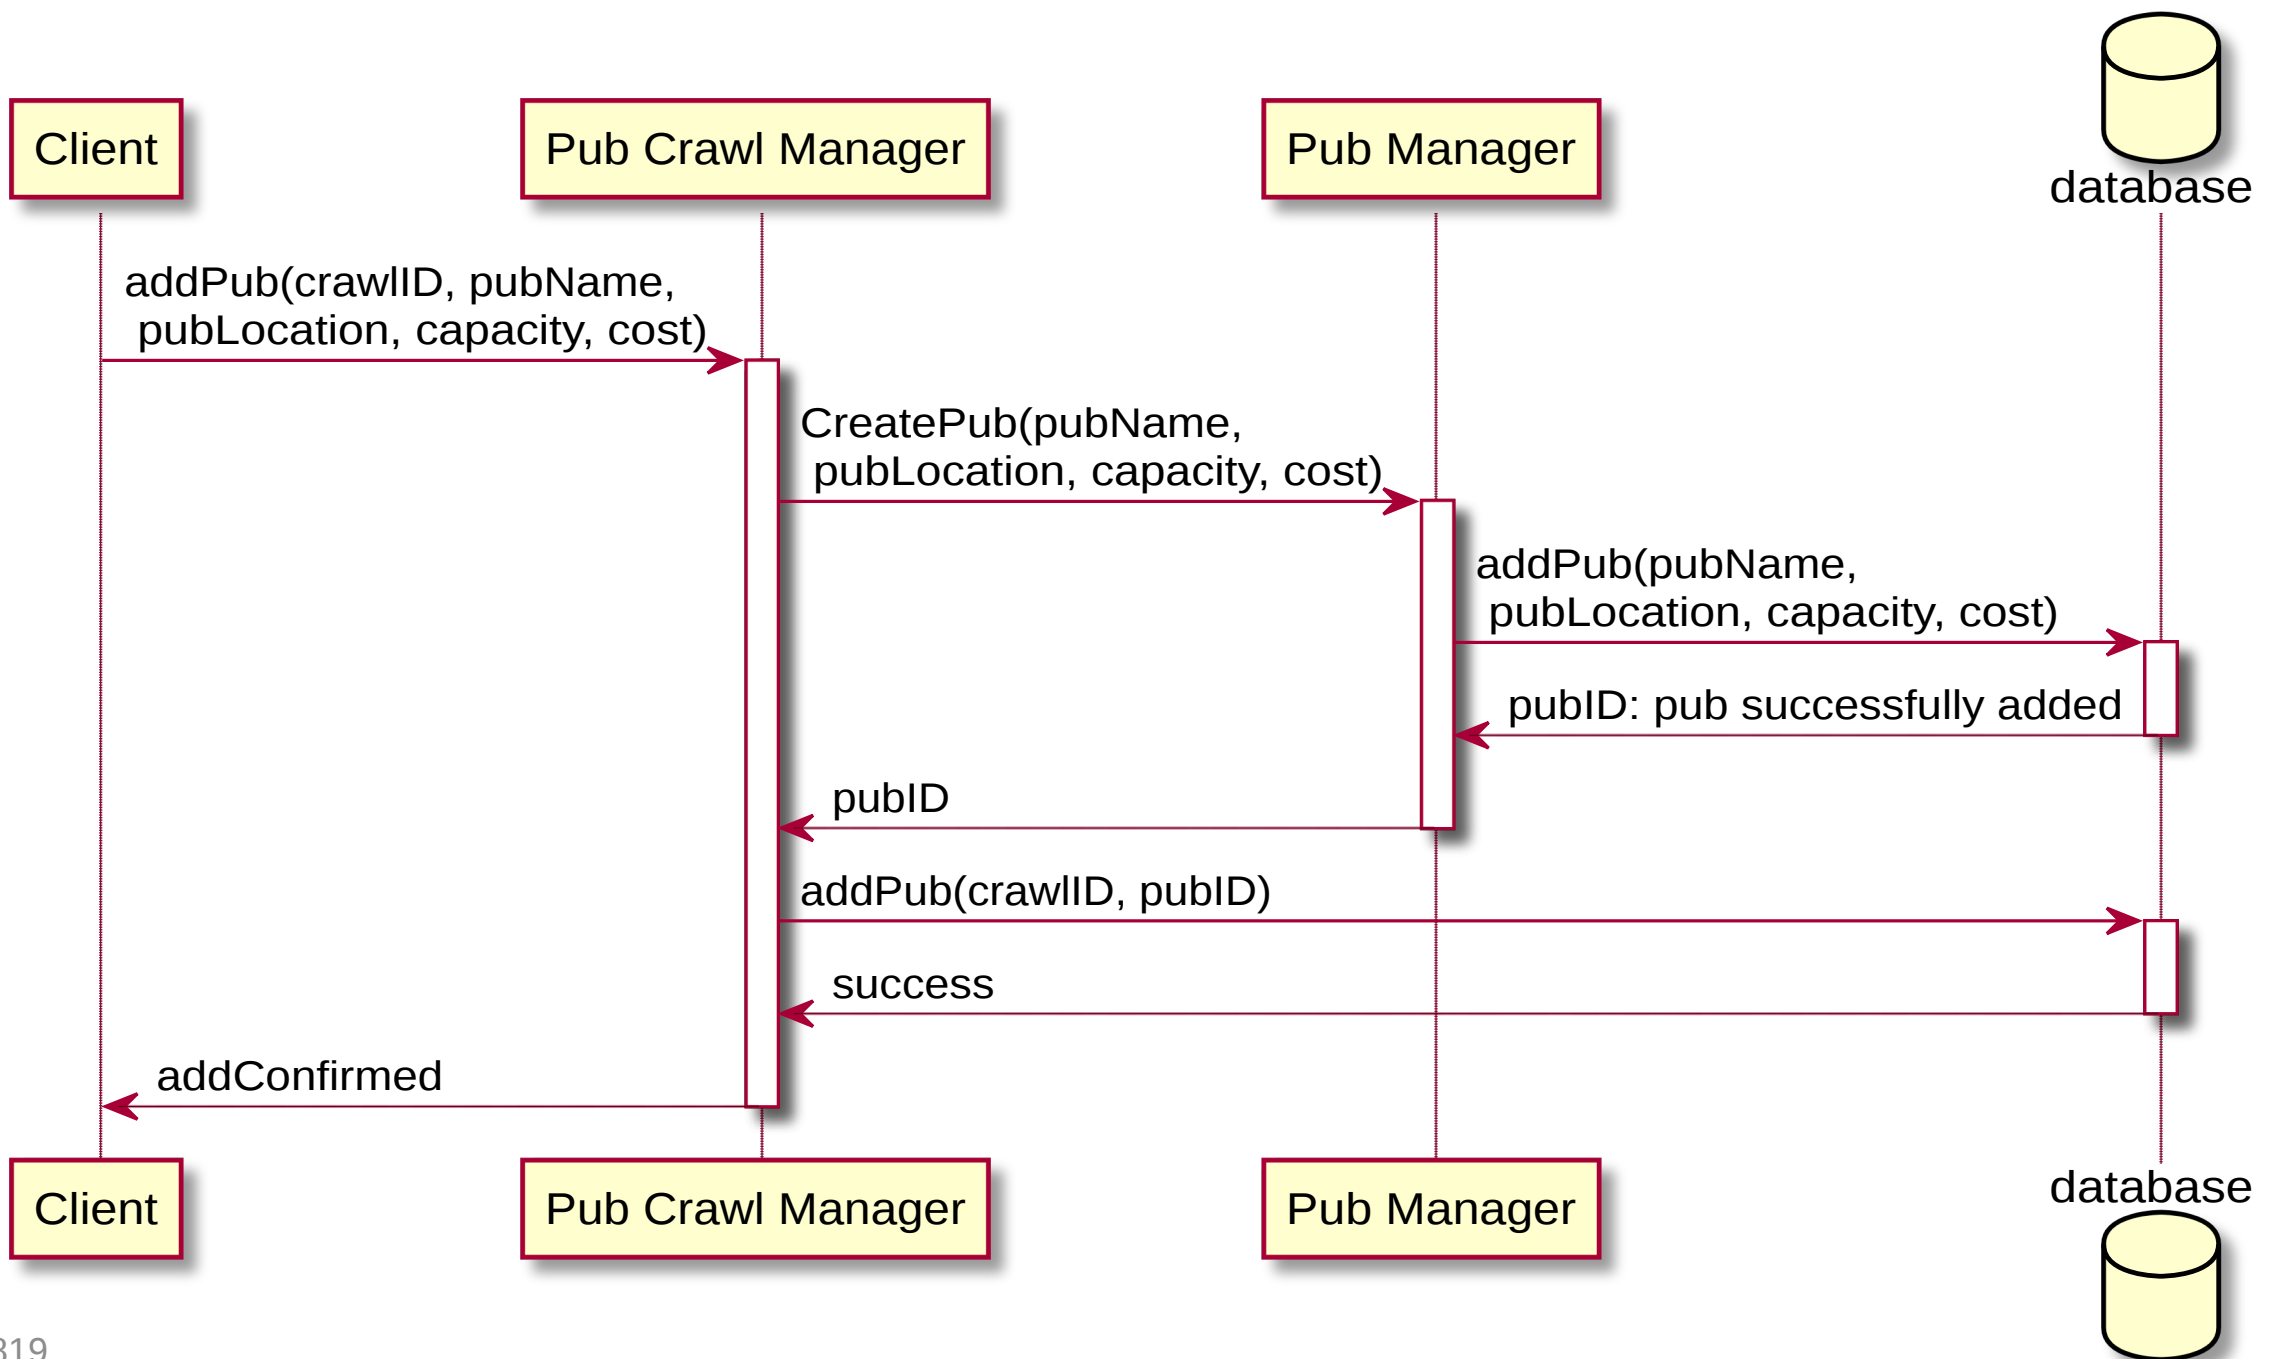 Client
Pub Crawl Manager
Pub Manager
database
addPub(crawlID, pubName,
pubLocation, capacity, cost)
CreatePub(pubName,
pubLocation, capacity, cost)
addPub(pubName,
pubLocation, capacity, cost)
pubID: pub successfully added
pubID
addPub(crawlID, pubID)
success
addConfirmed
Client
Pub Crawl Manager
Pub Manager
database